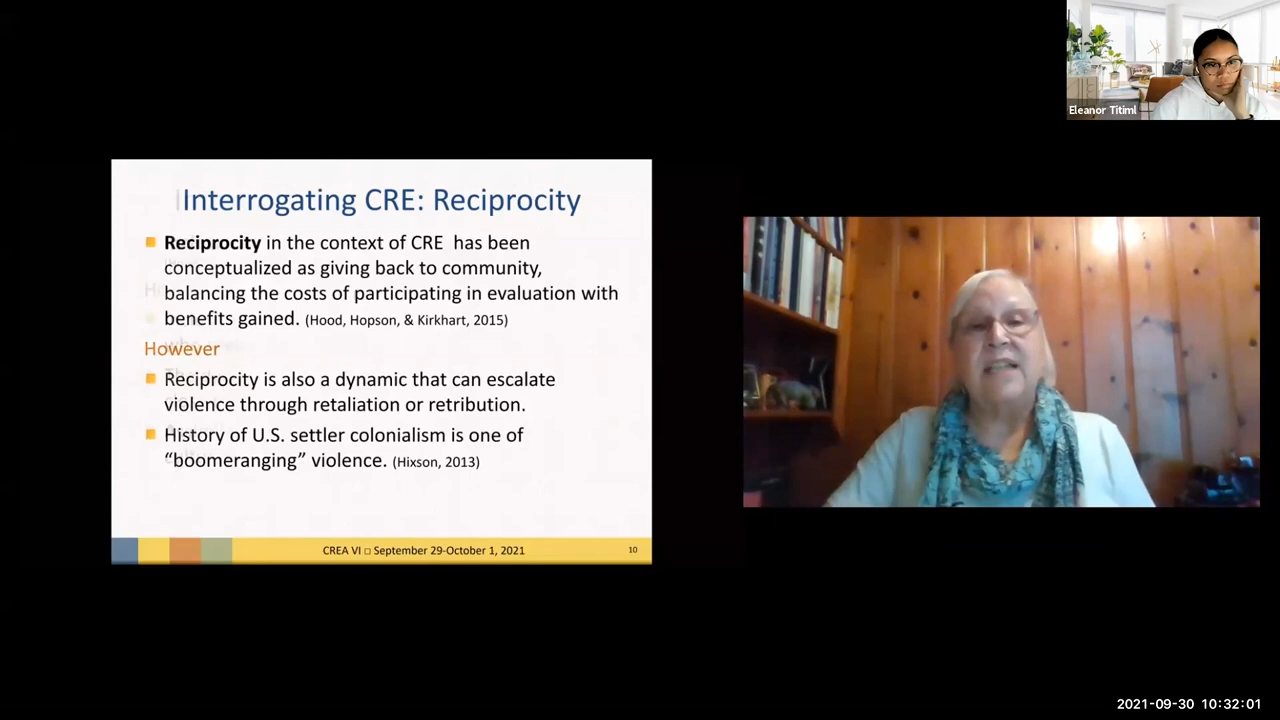 Eleanor Titiml
Interrogating CRE: Reciprocity
Reciprocity in the context of CRE has been
conceptualized as giving back to community,
balancing the costs of participating in evaluation with
benefits gained. (Hood, Hopson, & Kirkhart, 2015)
However
Reciprocity is also a dynamic that can escalate
violence through retaliation or retribution.
History of U.S. settler colonialism is one of
“boomeranging” violence. (Hixson, 2013)
CREA VI □ September 29-October 1, 2021
10
2021-09-30 10:32:01